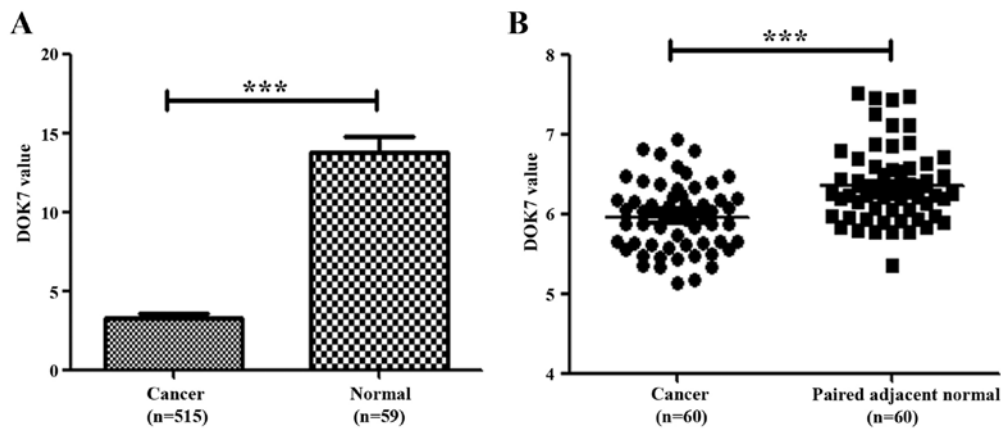 A
20
15
10
5
0
DOK7 value
***
Cancer
(n=515)
Normal
(n=59)
B
8
7
6
5
4
DOK7 value
***
Cancer
(n=60)
Paired adjacent normal
(n=60)